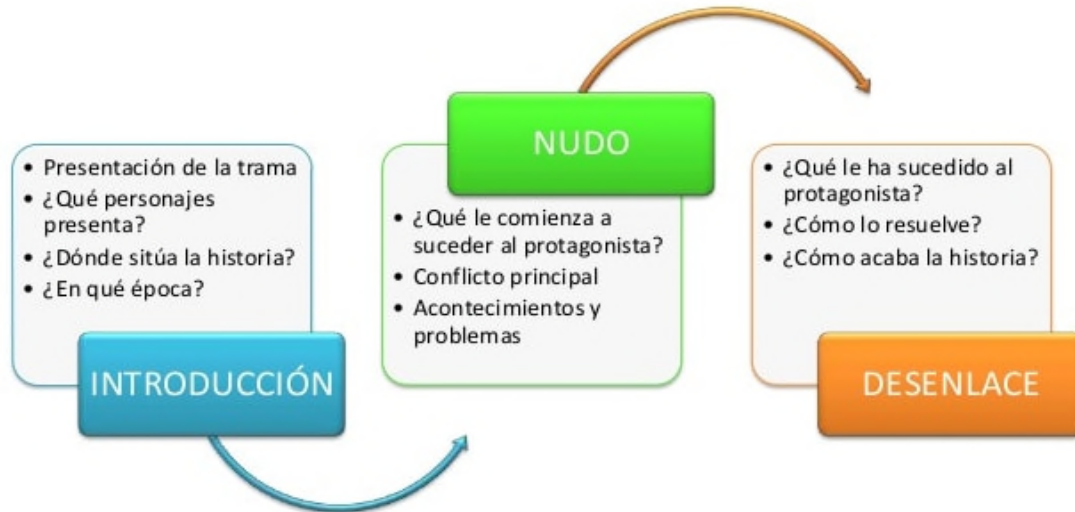 • Presentación de la trama
• ¿Qué personajes
presenta?
• ¿Dónde sitúa la historia?
• ¿En qué época?
INTRODUCCIÓN
NUDO
• ¿Qué le comienza a
suceder al protagonista?
• Conflicto principal
• Acontecimientos y
problemas
• ¿Qué le ha sucedido al
protagonista?
• ¿Cómo lo resuelve?
• ¿Cómo acaba la historia?
DESENLACE